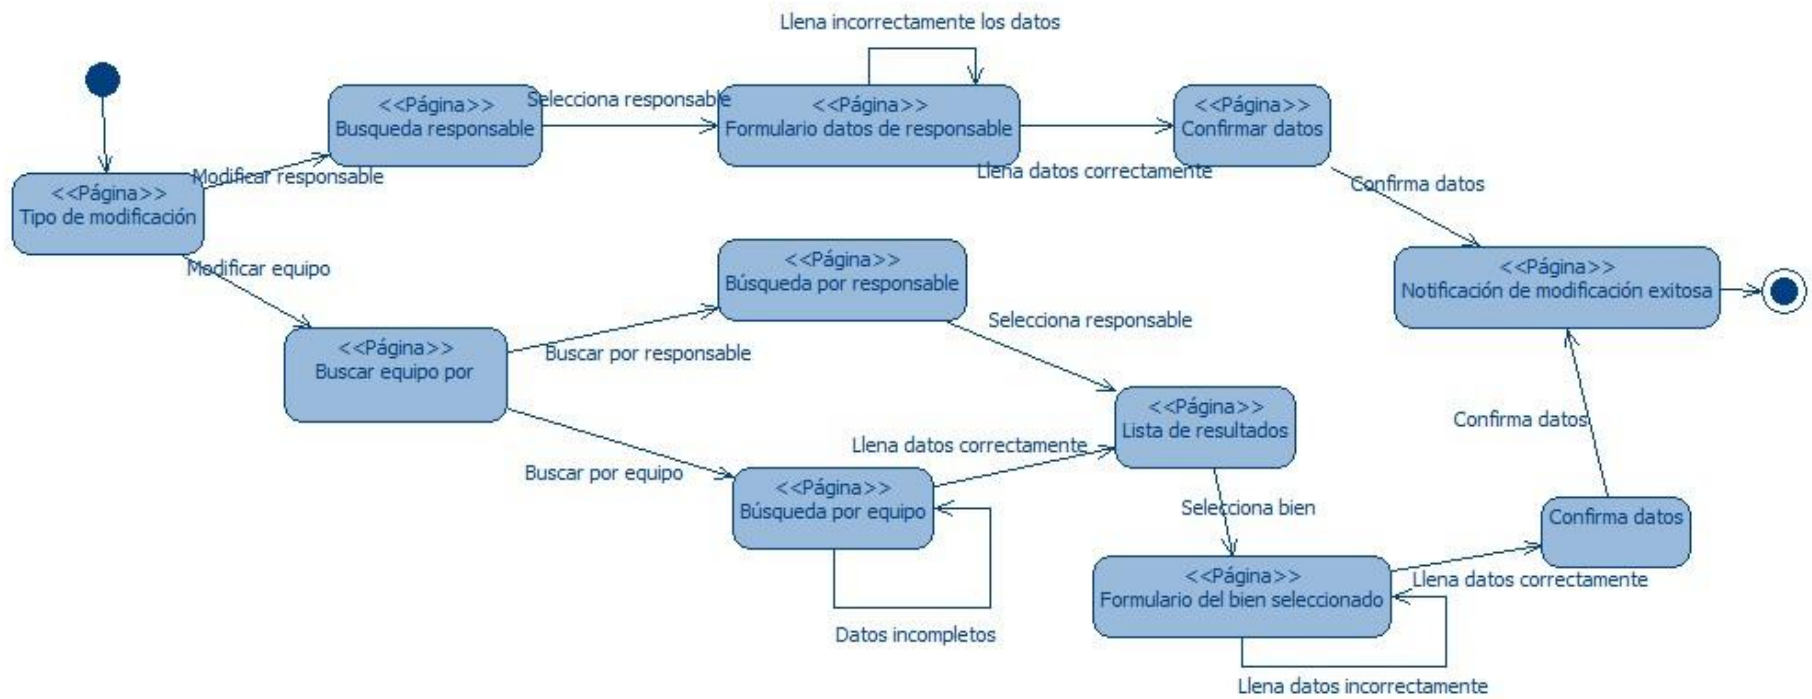 Llena incorrectamente los datos
<<Página>>
Busqueda responsable
Selecciona responsable
<<Página>>
Formulario datos de responsable
<<Página>>
Confirmar datos
Modificar responsable
Llena datos correctamente
Confirma datos
<<Página>>
Tipo de modificación
Modificar equipo
<<Página>>
Búsqueda por responsable
<<Página>>
Notificación de modificación exitosa
Selecciona responsable
<<Página>>
Buscar equipo por
Buscar por responsable
<<Página>>
Lista de resultados
Confirma datos
Llena datos correctamente
Buscar por equipo
<<Página>>
Búsqueda por equipo
Selecciona bien
Confirma datos
<<Página>>
Formulario del bien seleccionado
Llena datos correctamente
Datos incompletos
Llena datos incorrectamente